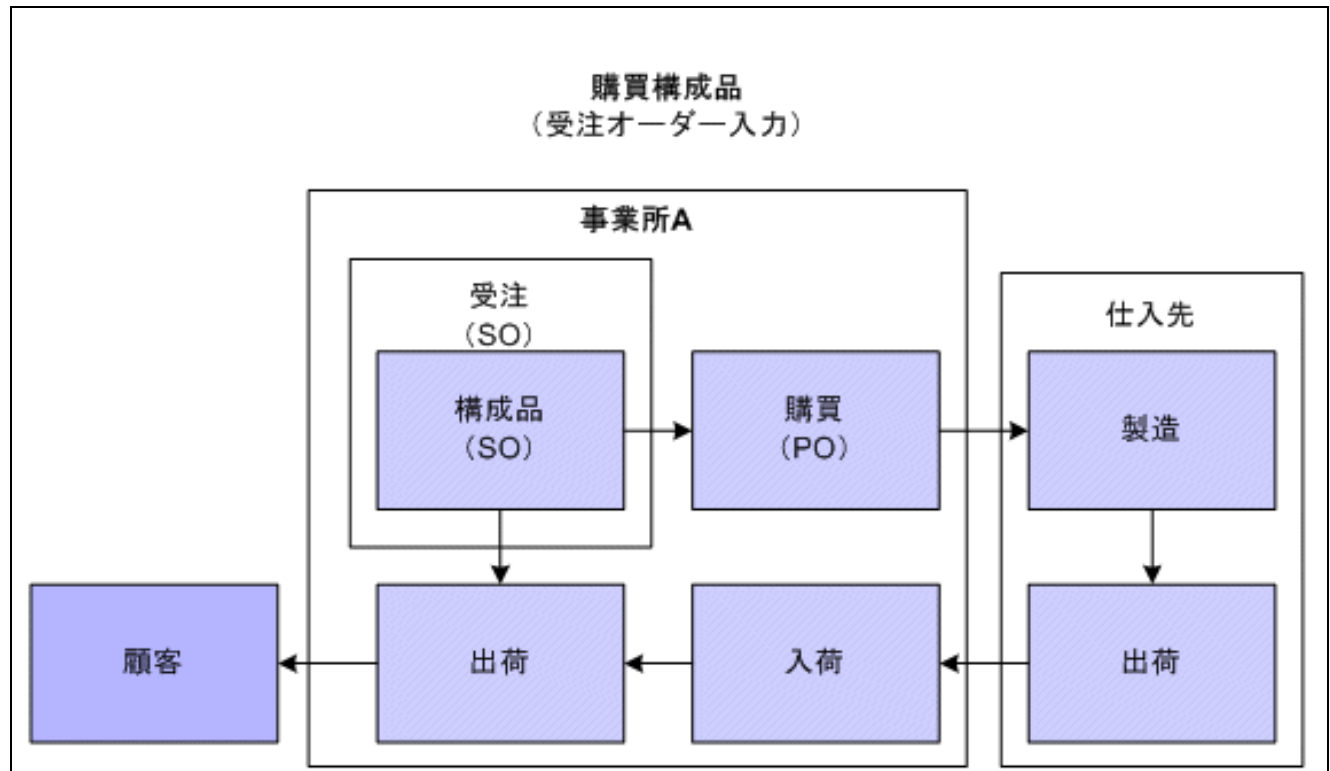 購買構成品
（受注オーダー入力）
事業所A
受注
（SO）
仕入先
構成品
（SO）
購買
（PO）
製造
顧客
出荷
入荷
出荷